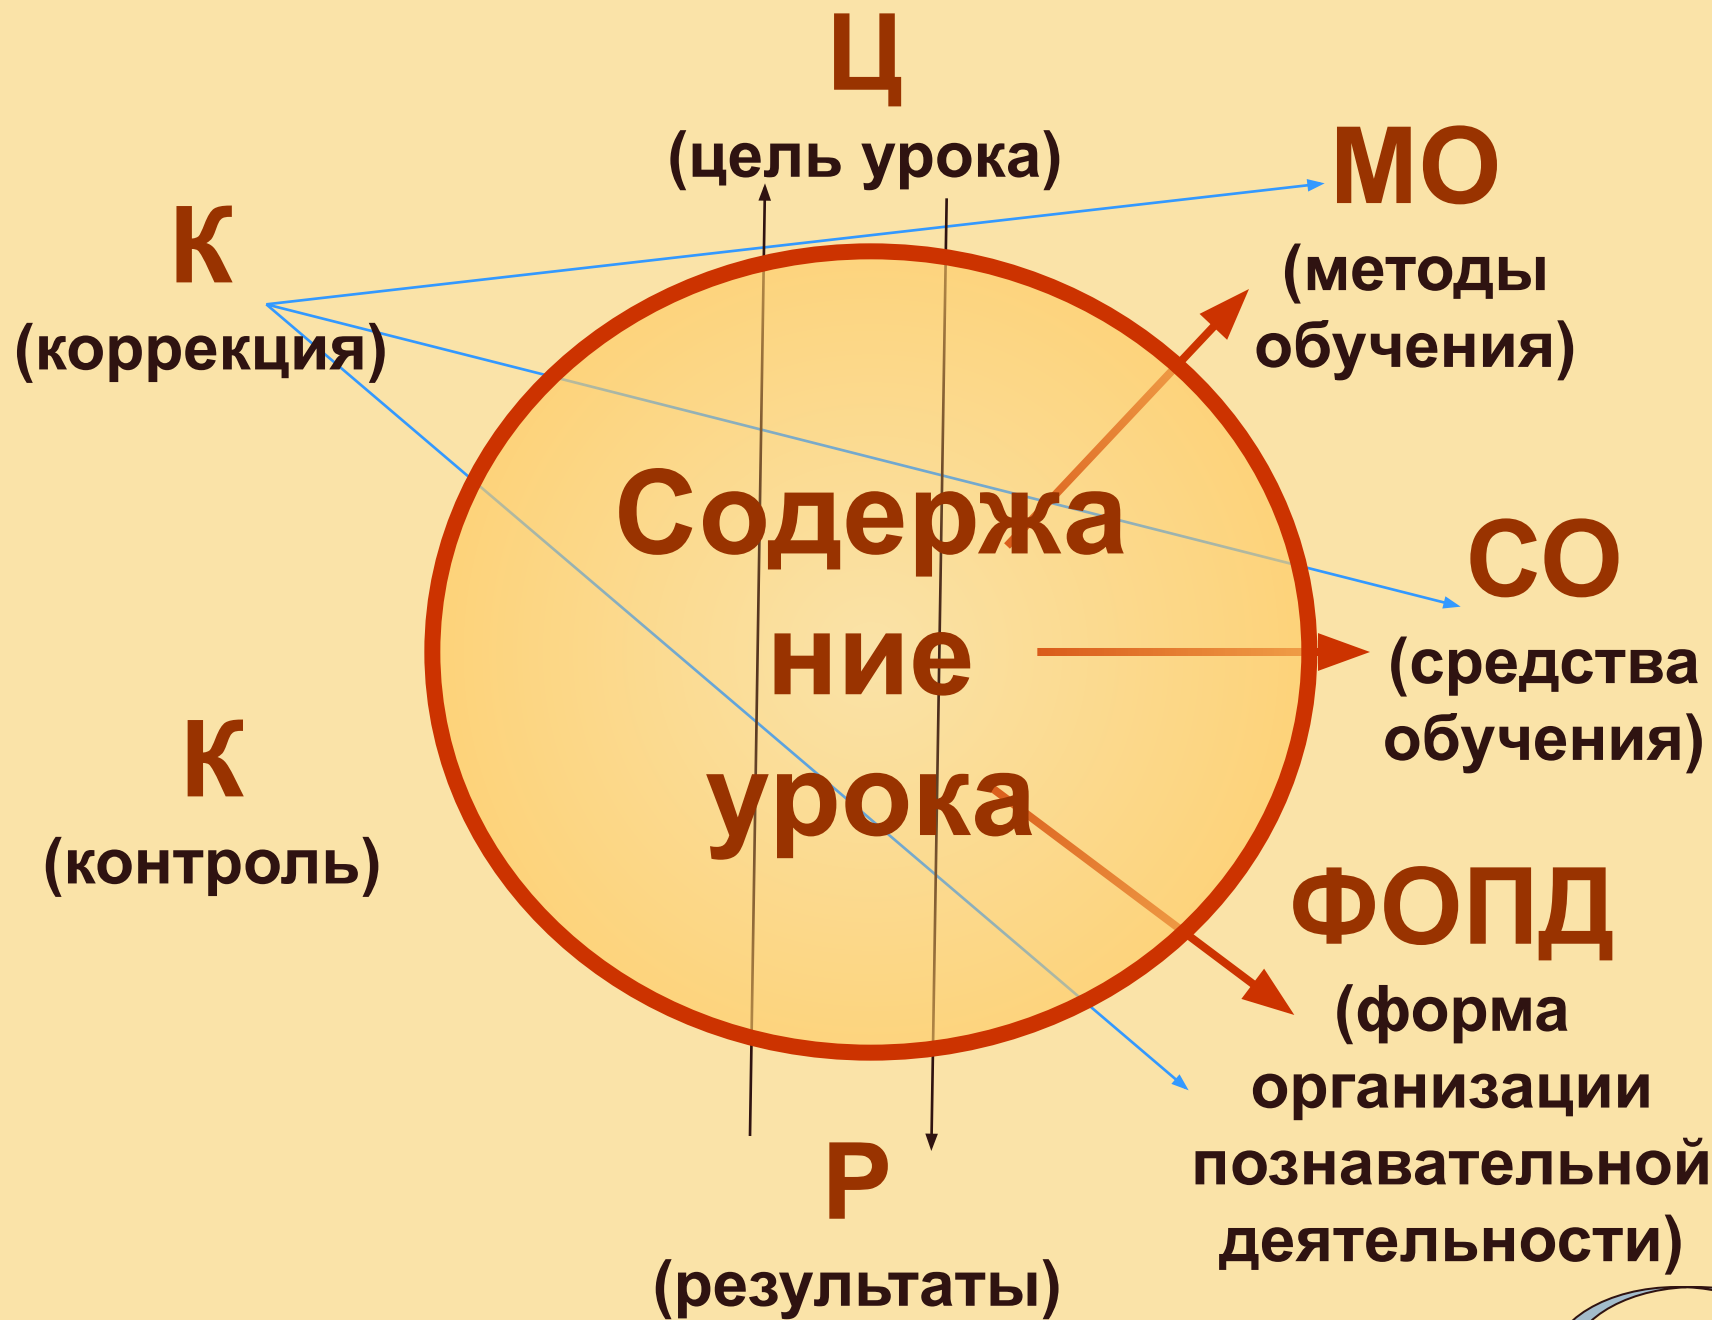 Ц
(цель урока)
МО
(методы
обучения)
К
(коррекция)
Содержа
ние
урока
СО
(средства
обучения)
К
(контроль)
ФОПД
(форма
организации
познавательной
деятельности)
Р
(результаты)